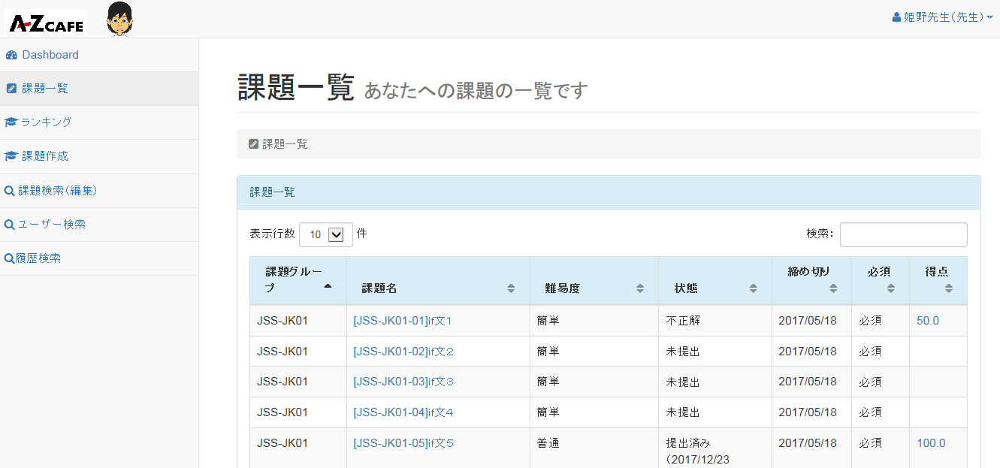 A-ZCAFE
姫野先生(先生)
Dashboard
課題一覧
ランキング
課題作成
課題検索(編集)
ユーザー検索
履歴検索
課題一覧 あなたへの課題の一覧です
課題一覧
課題一覧
表示行数 10 件
検索:
課題グルー
プ 課題名 難易度 状態 締め切り 必須 得点
JSS-JK01 [JSS-JK01-01]if文1 簡単 不正解 2017/05/18 必須 50.0
JSS-JK01 [JSS-JK01-02]if文2 簡単 未提出 2017/05/18 必須
JSS-JK01 [JSS-JK01-03]if文3 簡単 未提出 2017/05/18 必須
JSS-JK01 [JSS-JK01-04]if文4 簡単 未提出 2017/05/18 必須
JSS-JK01 [JSS-JK01-05]if文5 普通 提出済み 2017/05/18 必須 100.0
(2017/12/23